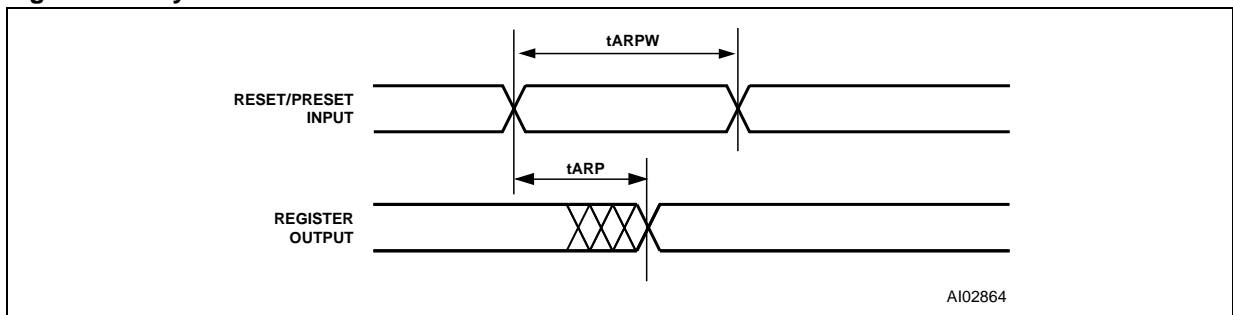 tARPW
RESET/PRESET
INPUT
tARP
REGISTER
OUTPUT
AI02864